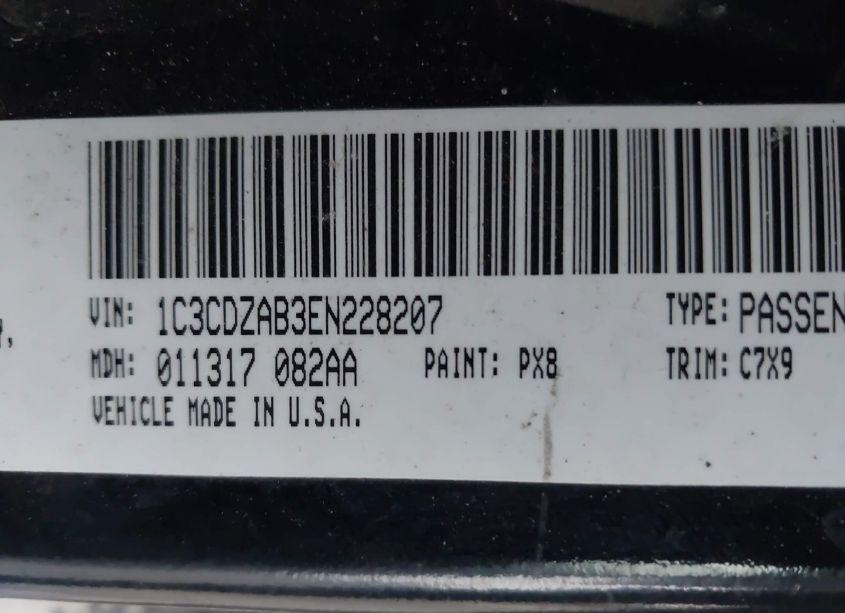 VIN: 1C3CDZAB3EN228207 TYPE: PASSEN
MDH: 011317 082AA PAINT: PX8 TRIM: C7X9
VEHICLE MADE IN U.S.A.